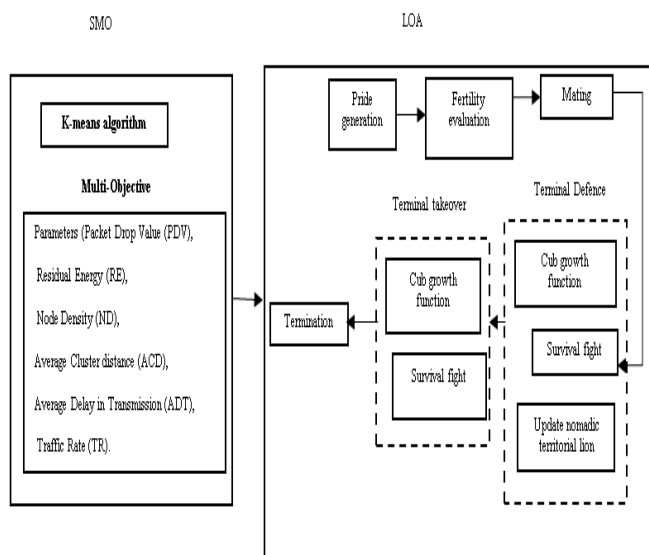 SMO
LOA
K-means algorithm
Multi-Objective
Parameters (Packet Drop Value (PDV),
Residual Energy (RE),
Node Density (ND),
Average Cluster distance (ACD),
Average Delay in Transmission (ADT),
Traffic Rate (TR).
Pride
generation
Fertility
evaluation
Mating
Terminal takeover
Terminal Defence
Termination
Cub growth
function
Survival fight
Cub growth
function
Survival fight
Update nomadic
territorial lion